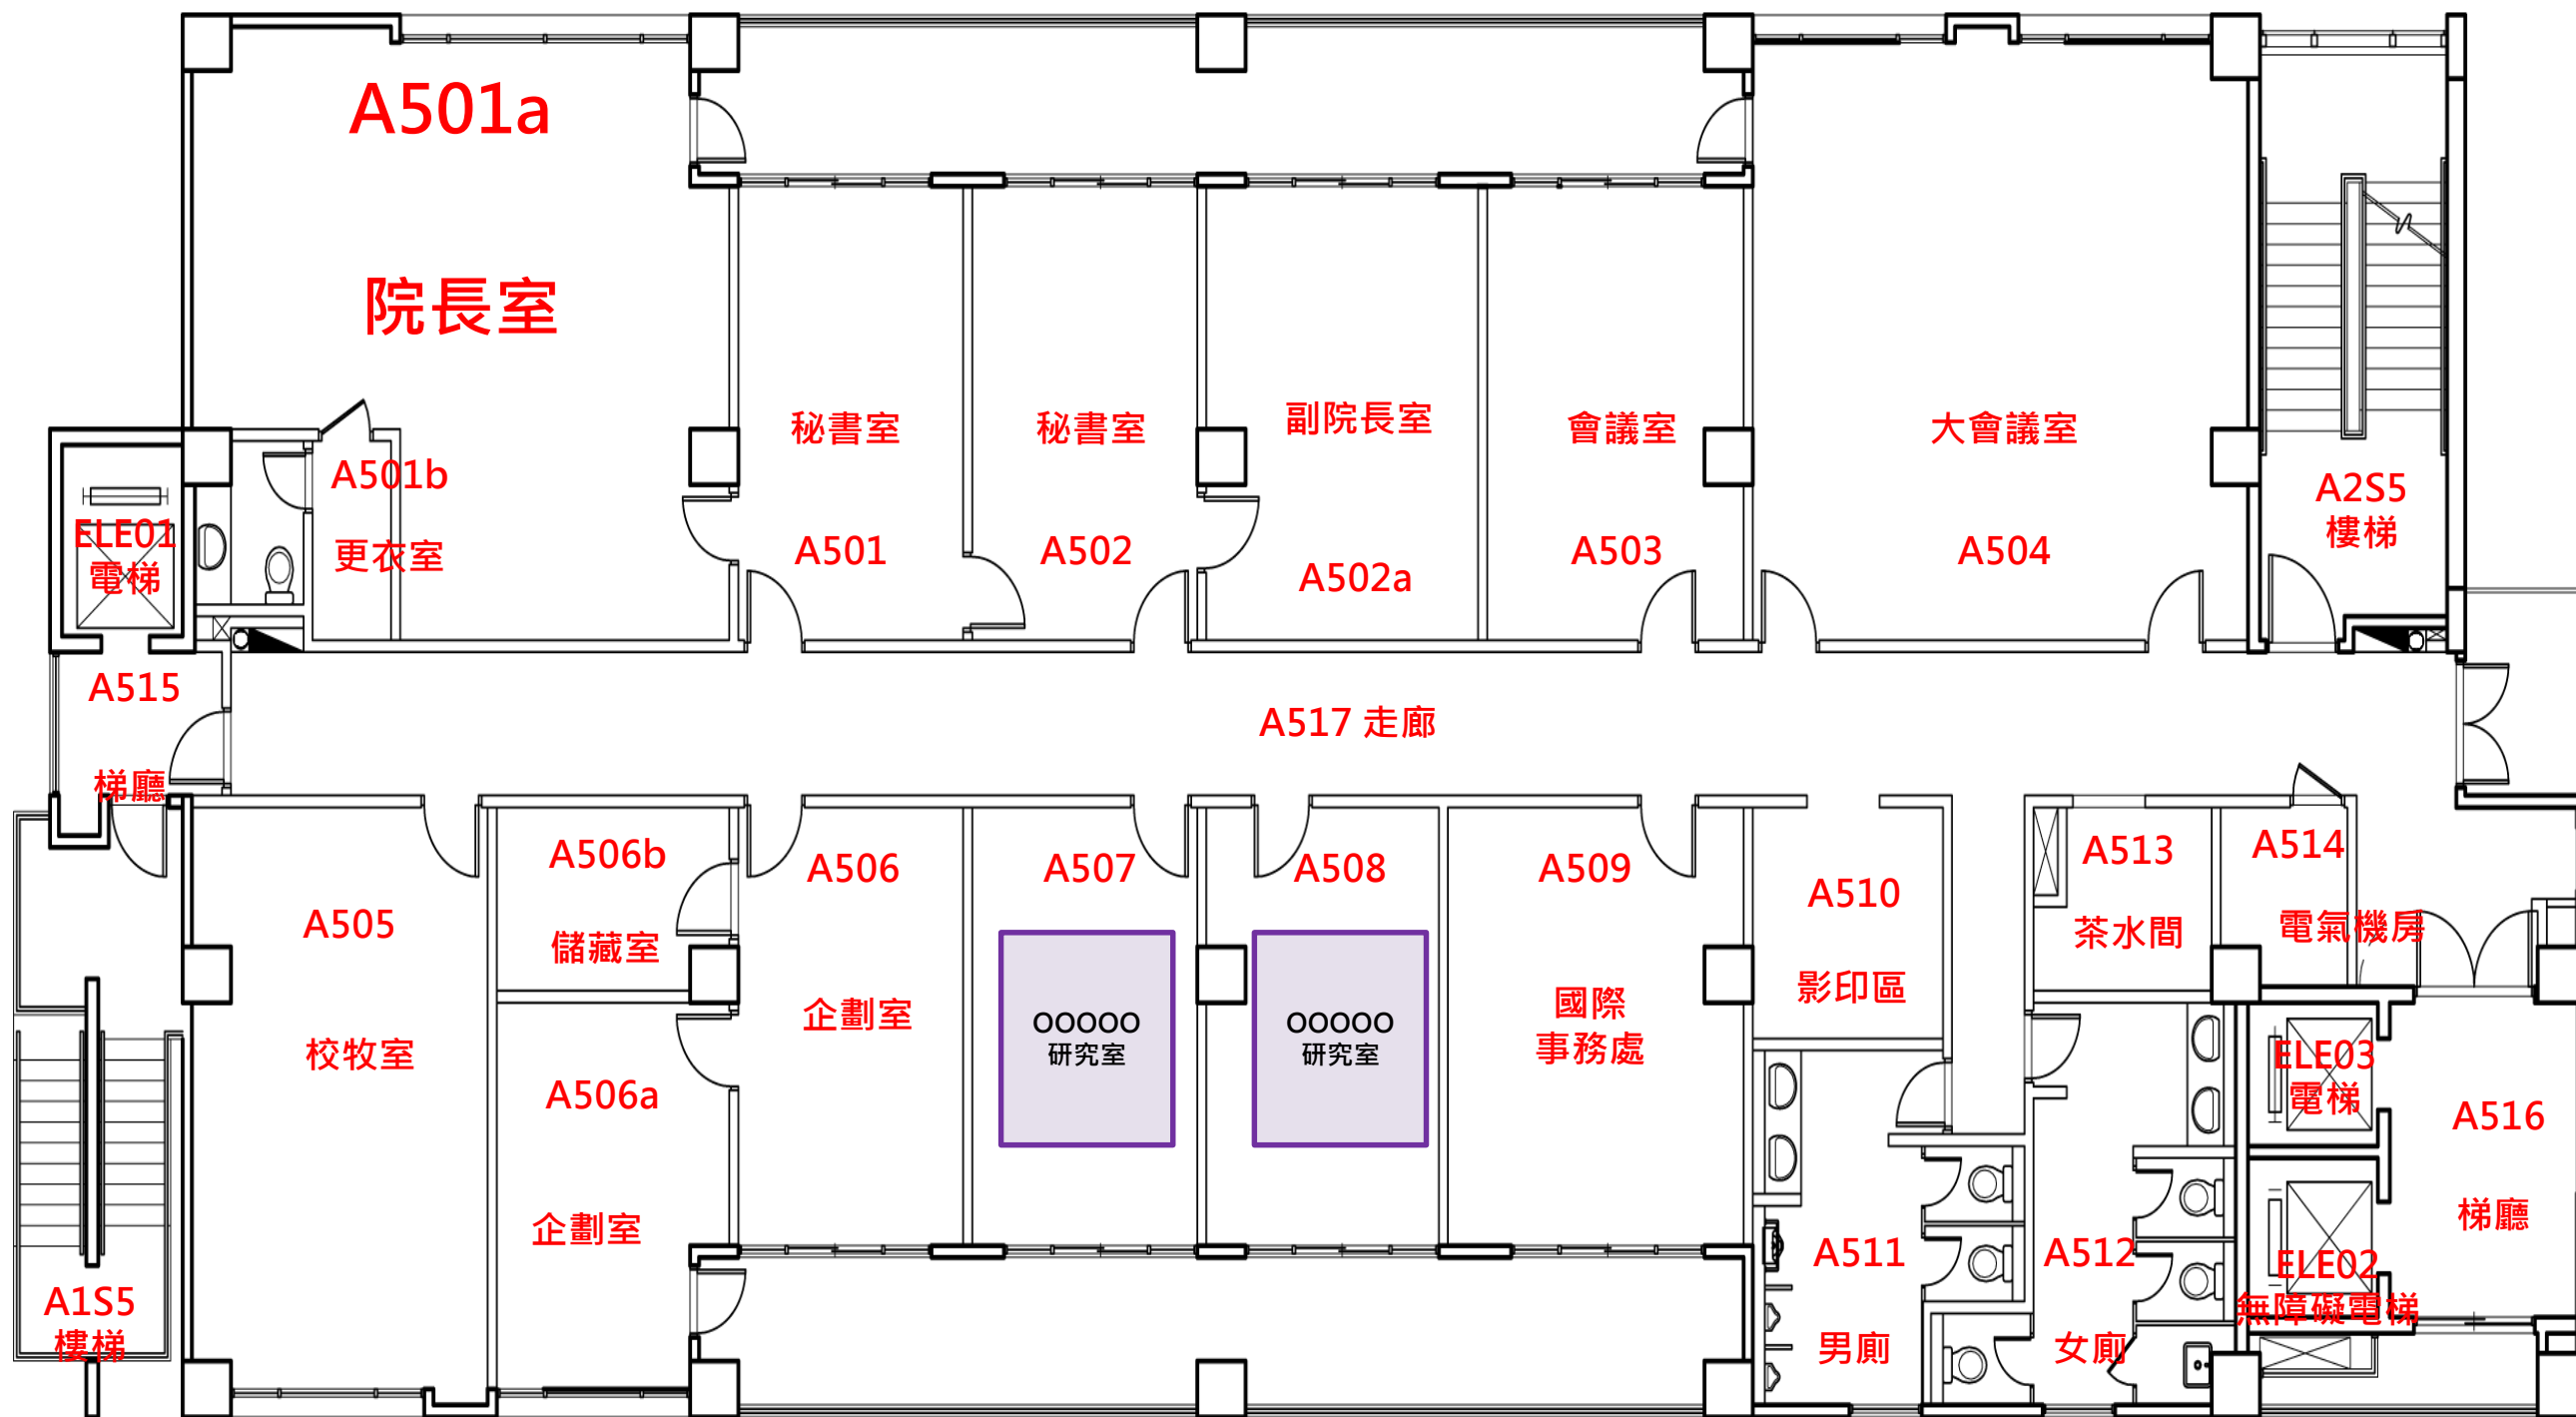 A501a
院長室
A501b
更衣室
ELE01
電梯
秘書室
A501
秘書室
A502
副院長室
A502a
會議室
A503
大會議室
A504
A2S5
樓梯
A515
梯廳
A517 走廊
A505
校牧室
A506b
儲藏室
A506a
企劃室
A506
企劃室
A507
OOOOO
研究室
A508
OOOOO
研究室
A509
國際
事務處
A510
影印區
A511
男廁
A512
女廁
A513
茶水間
A514
電氣機房
ELE03
電梯
ELE02
無障礙電梯
A516
梯廳
A1S5
樓梯